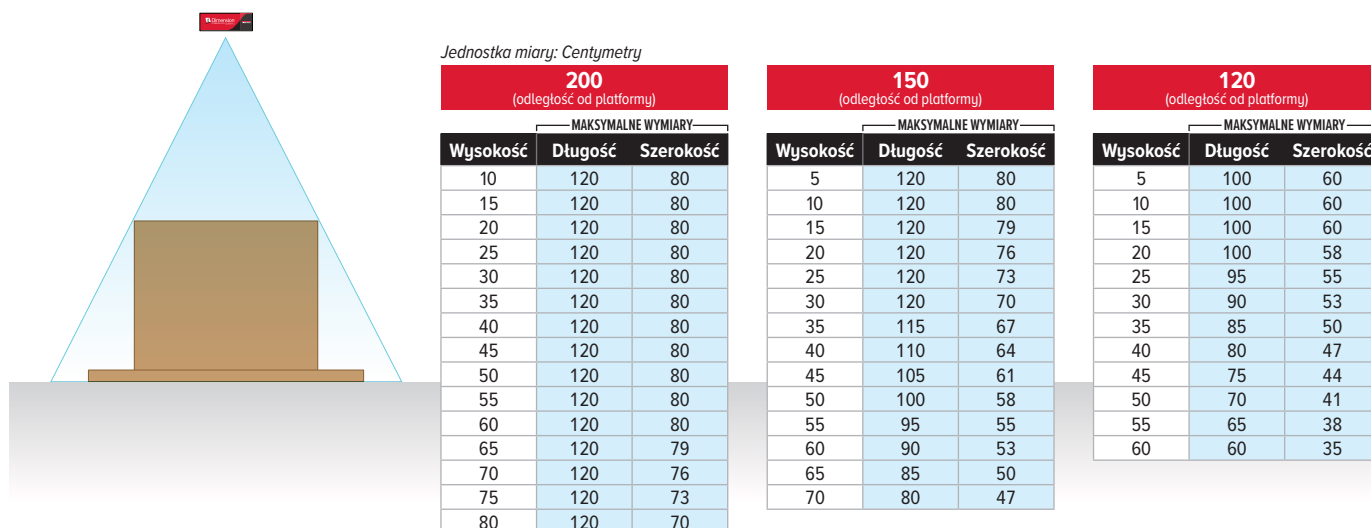 Dimension
Jednostka miary: Centymetry
200
(odległość od platformy)
MAKSYMALNE WYMIARY
Wysokość Długość Szerokość
10 120 80
15 120 80
20 120 80
25 120 80
30 120 80
35 120 80
40 120 80
45 120 80
50 120 80
55 120 80
60 120 80
65 120 79
70 120 76
75 120 73
80 120 70
150
(odległość od platformy)
MAKSYMALNE WYMIARY
Wysokość Długość Szerokość
5 120 80
10 120 80
15 120 79
20 120 76
25 120 73
30 120 70
35 115 67
40 110 64
45 105 61
50 100 58
55 95 55
60 90 53
65 85 50
70 80 47
120
(odległość od platformy)
MAKSYMALNE WYMIARY
Wysokość Długość Szerokość
5 100 60
10 100 60
15 100 60
20 100 58
25 95 55
30 90 53
35 85 50
40 80 47
45 75 44
50 70 41
55 65 38
60 60 35